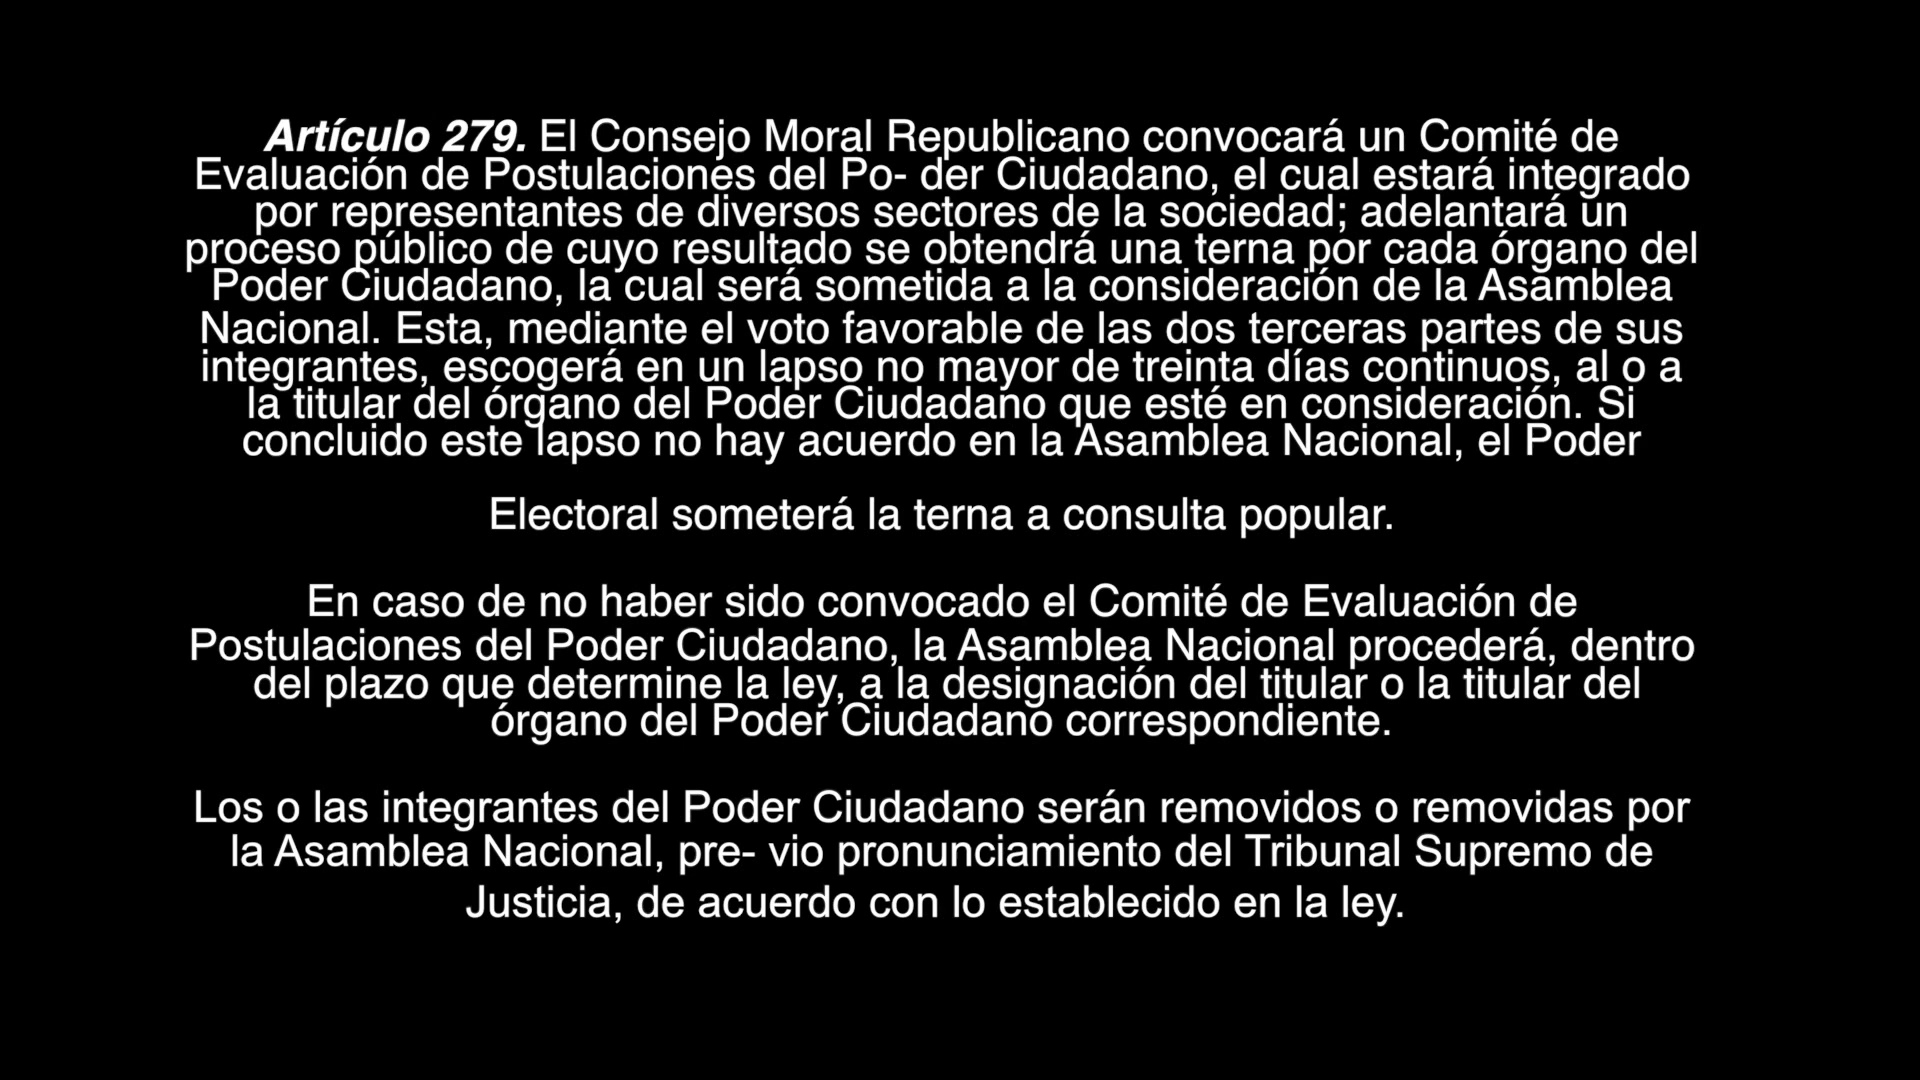 Artículo 279. El Consejo Moral Republicano convocará un Comité de
Evaluación de Postulaciones del Po- der Ciudadano, el cual estará integrado
por representantes de diversos sectores de la sociedad; adelantará un
proceso público de cuyo resultado se obtendrá una terna por cada órgano del
Poder Ciudadano, la cual será sometida a la consideración de la Asamblea
Nacional. Esta, mediante el voto favorable de las dos terceras partes de sus
integrantes, escogerá en un lapso no mayor de treinta días continuos, al o a
la titular del órgano del Poder Ciudadano que esté en consideración. Si
concluido este lapso no hay acuerdo en la Asamblea Nacional, el Poder
Electoral someterá la terna a consulta popular.
En caso de no haber sido convocado el Comité de Evaluación de
Postulaciones del Poder Ciudadano, la Asamblea Nacional procederá, dentro
del plazo que determine la ley, a la designación del titular o la titular del
órgano del Poder Ciudadano correspondiente.
Los o las integrantes del Poder Ciudadano serán removidos o removidas por
la Asamblea Nacional, pre- vio pronunciamiento del Tribunal Supremo de
Justicia, de acuerdo con lo establecido en la ley.